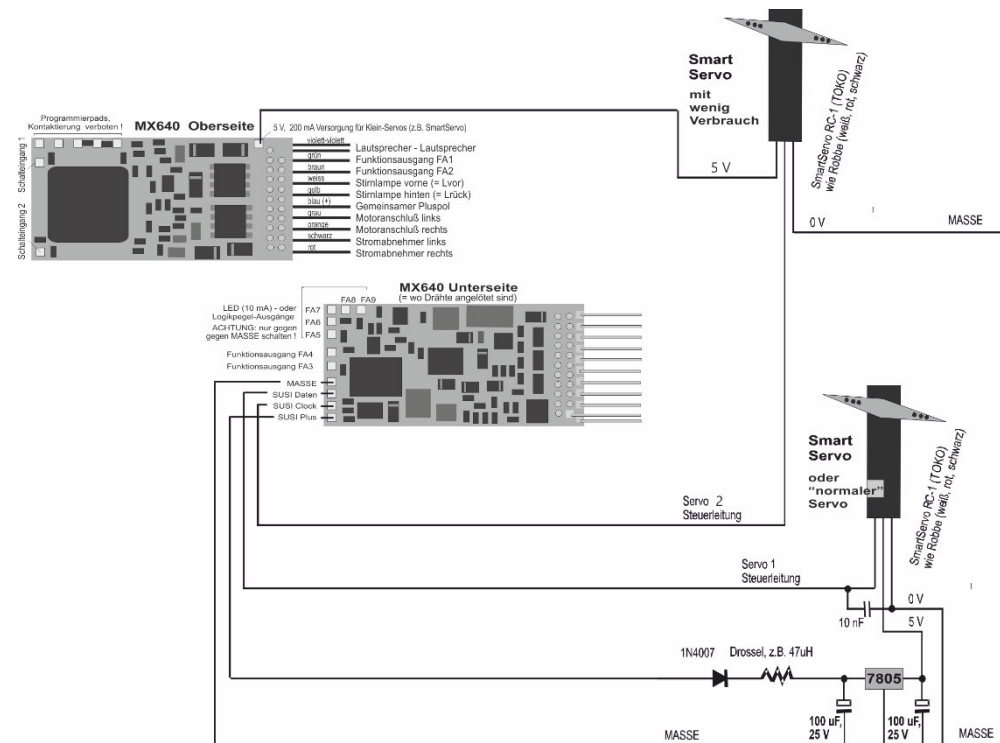 Smart
Servo
mit
wenig
Verbrauch
SmartServo RC-1 (TOKO)
wie Robbe (weiß, rot, schwarz)
Programmierpads,
Kontaktierung verboten !
MX640 Oberseite
5 V, 200 mA Versorgung für Klein-Servos (z.B. SmartServo)
Schalteingang 1
Schalteingang 2
violett-violett
Lautsprecher - Lautsprecher
grün
Funktionsausgang FA1
braun
Funktionsausgang FA2
weiss
Stirnlampe vorne (= Lvor)
gelb
Stirnlampe hinten (= Lrück)
blau (+)
Gemeinsamer Pluspol
grau
Motoranschluß links
orange
Motoranschluß rechts
schwarz
Stromabnehmer links
rot
Stromabnehmer rechts
5 V
0 V
MASSE
MX640 Unterseite
(= wo Drähte angelötet sind)
FA8 FA9
LED (10 mA) - oder
Logikpegel-Ausgänge
ACHTUNG: nur gegen
gegen MASSE schalten !
FA7
FA6
FA5
Funktionsausgang FA4
Funktionsausgang FA3
MASSE
SUSI Daten
SUSI Clock
SUSI Plus
Smart
Servo
oder
"normaler"
Servo
SmartServo RC-1 (TOKO)
wie Robbe (weiß, rot, schwarz)
Servo 2
Steuerleitung
Servo 1
Steuerleitung
0 V
10 nF
5 V
1N4007
Drossel, z.B. 47uH
7805
100 uF,
25 V
100 uF,
25 V
MASSE
MASSE